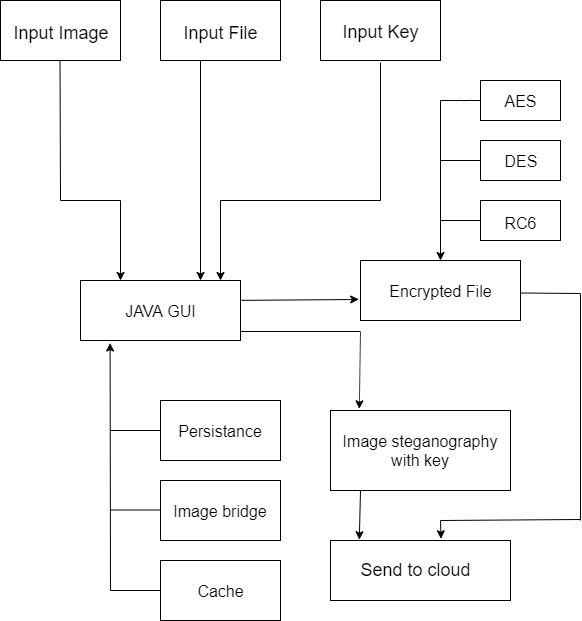 Input Image
Input File
Input Key
AES
DES
RC6
JAVA GUI
Encrypted File
Persistance
Image steganography
with key
Image bridge
Send to cloud
Cache